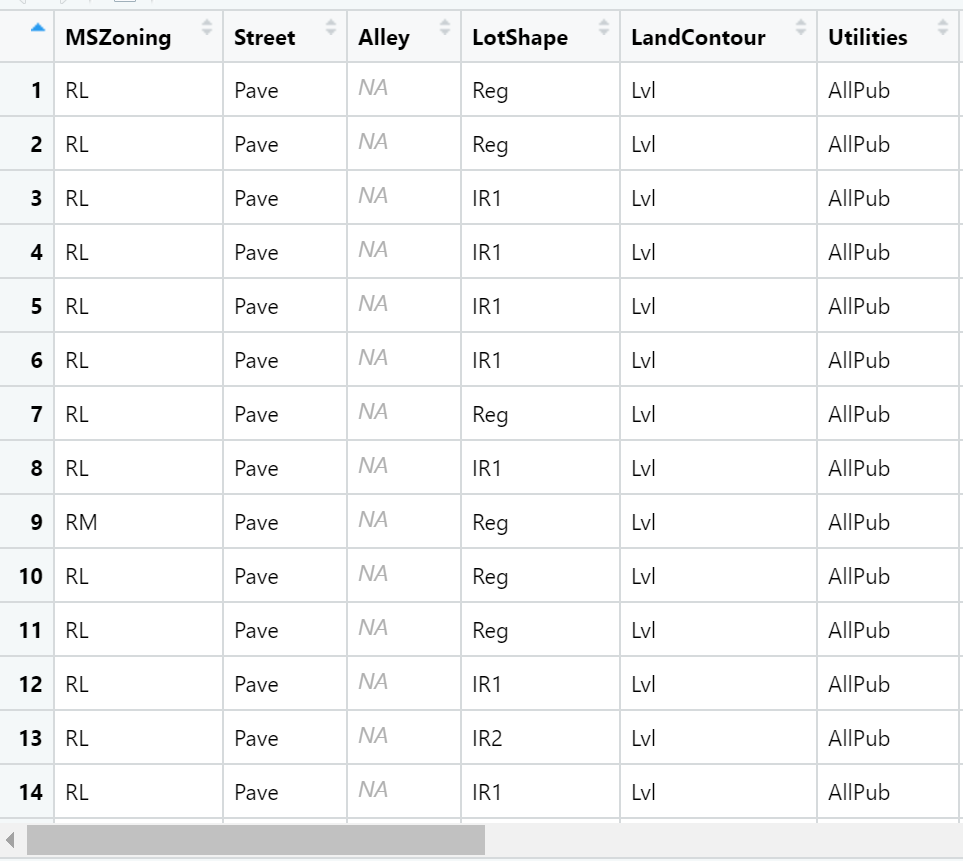 MSZoning Street Alley LotShape LandContour Utilities
1 RL Pave NA Reg Lvl AllPub
2 RL Pave NA Reg Lvl AllPub
3 RL Pave NA IR1 Lvl AllPub
4 RL Pave NA IR1 Lvl AllPub
5 RL Pave NA IR1 Lvl AllPub
6 RL Pave NA IR1 Lvl AllPub
7 RL Pave NA Reg Lvl AllPub
8 RL Pave NA IR1 Lvl AllPub
9 RM Pave NA Reg Lvl AllPub
10 RL Pave NA Reg Lvl AllPub
11 RL Pave NA Reg Lvl AllPub
12 RL Pave NA IR1 Lvl AllPub
13 RL Pave NA IR2 Lvl AllPub
14 RL Pave NA IR1 Lvl AllPub